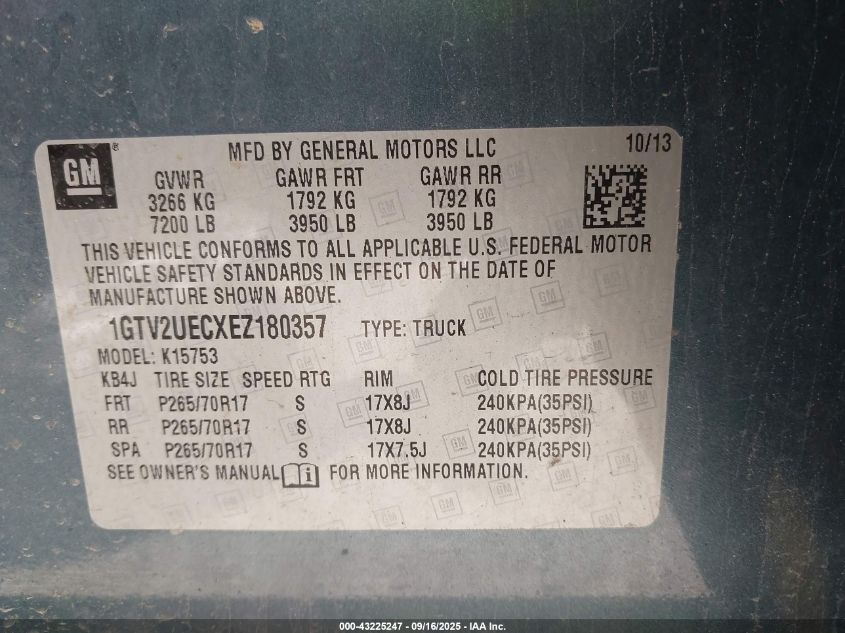 GM
MFD BY GENERAL MOTORS LLC 10/13
GVWR GAWR FRT GAWR RR
3266 KG 1792 KG 1792 KG
7200 LB 3950 LB 3950 LB
THIS VEHICLE CONFORMS TO ALL APPLICABLE U.S. FEDERAL MOTOR
VEHICLE SAFETY STANDARDS IN EFFECT ON THE DATE OF
MANUFACTURE SHOWN ABOVE.
1GTV2UECXEZ180357 TYPE: TRUCK
MODEL: K15753
KB4J TIRE SIZE SPEED RTG RIM COLD TIRE PRESSURE
FRT P265/70R17 S 17X8J 240KPA(35PSI)
RR P265/70R17 S 17X8J 240KPA(35PSI)
SPA P265/70R17 S 17X7.5J 240KPA(35PSI)
SEE OWNER'S MANUAL i FOR MORE INFORMATION.
000-43225247 - 09/16/2025 - IAA Inc.